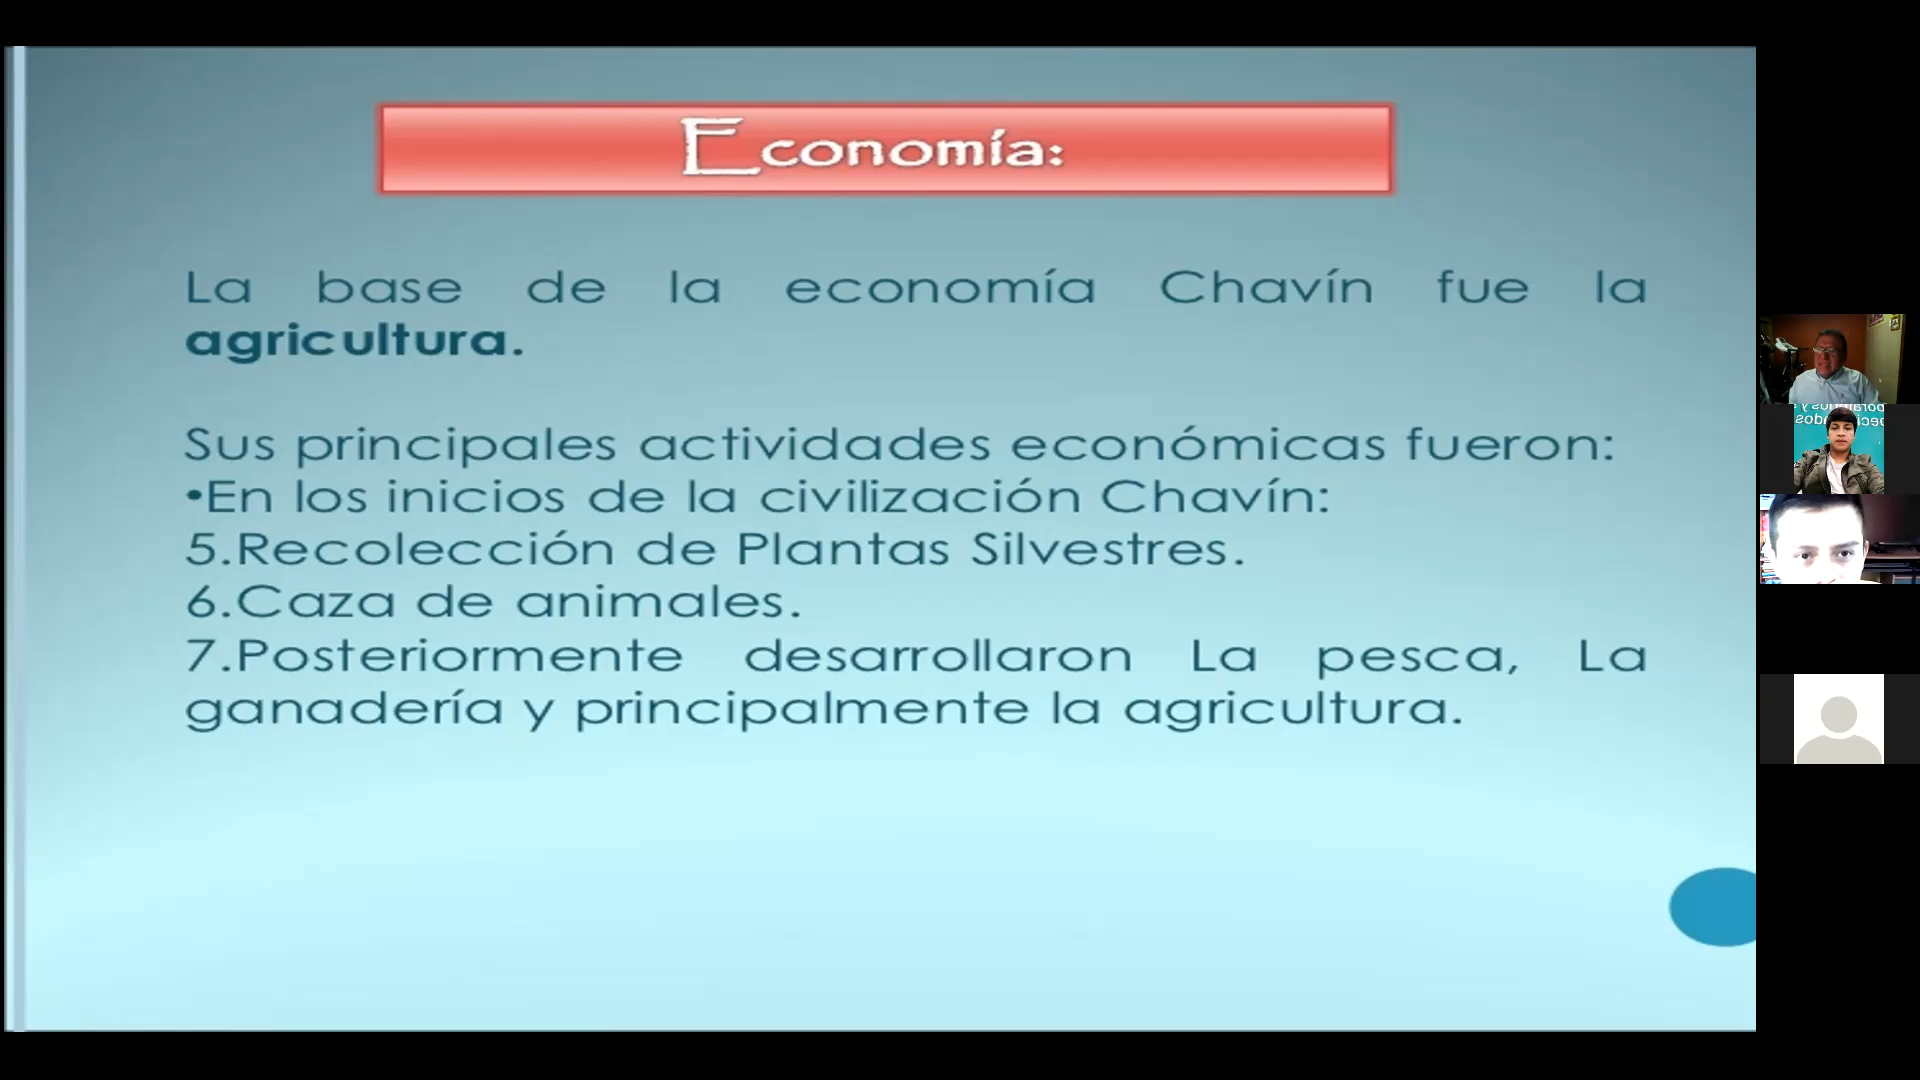 Economía:
La base de la economía Chavín fue la
agricultura.
Sus principales actividades económicas fueron:
•En los inicios de la civilización Chavín:
5.Recolección de Plantas Silvestres.
6.Caza de animales.
7.Posteriormente desarrollaron La pesca, La
ganadería y principalmente la agricultura.